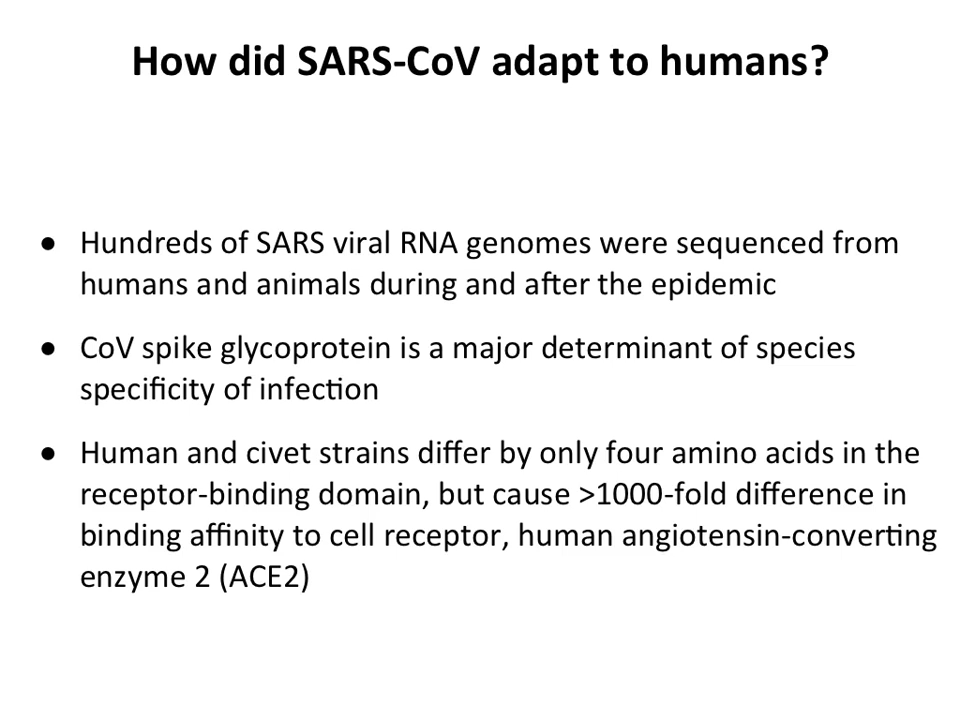 How did SARS-CoV adapt to humans?
● Hundreds of SARS viral RNA genomes were sequenced from
humans and animals during and after the epidemic
● CoV spike glycoprotein is a major determinant of species
specificity of infection
● Human and civet strains differ by only four amino acids in the
receptor-binding domain, but cause >1000-fold difference in
binding affinity to cell receptor, human angiotensin-converting
enzyme 2 (ACE2)